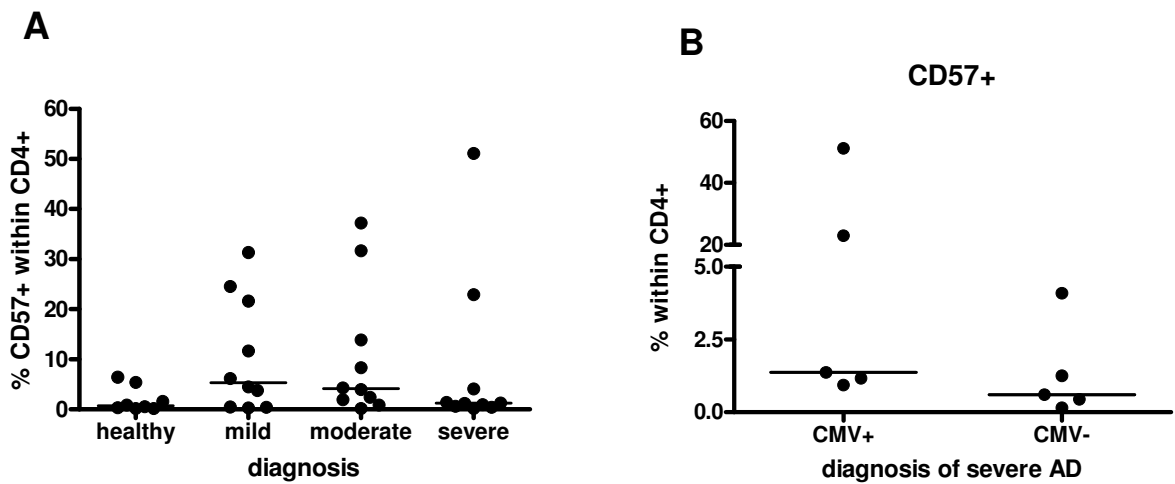 A
% CD57+ within CD4+
60
50
40
30
20
10
0
healthy mild moderate severe
diagnosis
B
CD57+
% within CD4+
60
40
20
5.0
2.5
0.0
CMV+ CMV-
diagnosis of severe AD